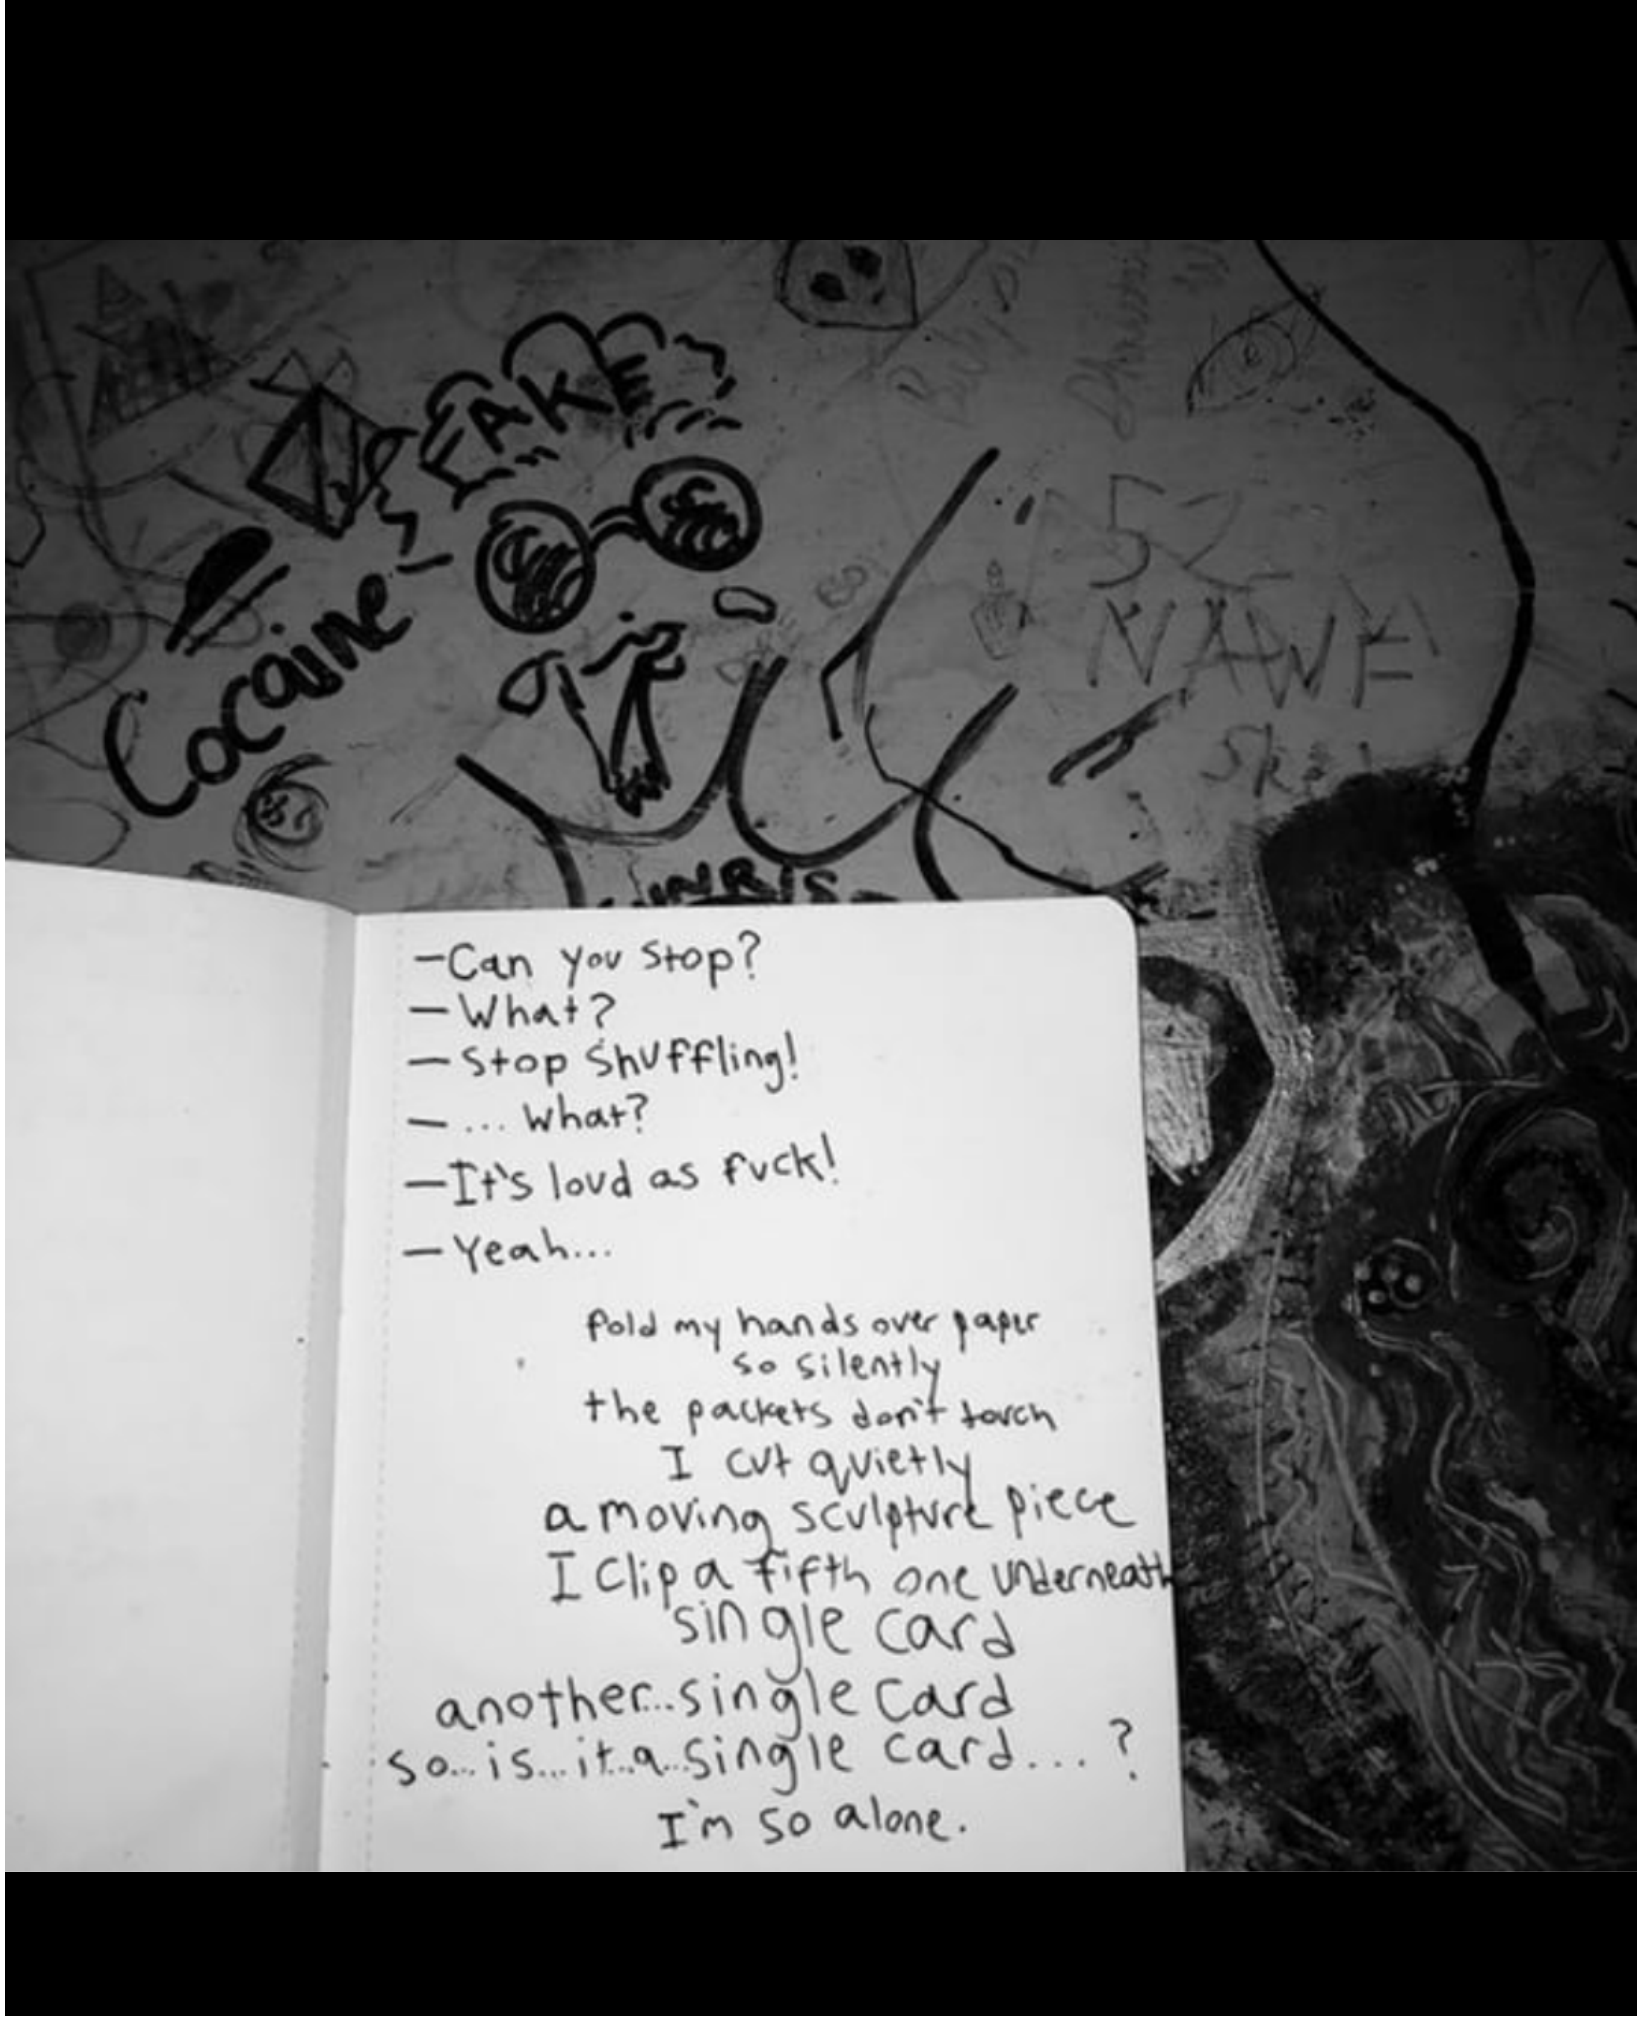 FAKE
Cocaine
52
NAWF
-Can you stop?
-What?
-Stop Shuffling!
-... What?
-It's loud as fuck!
-Yeah...
fold my hands over paper
so silently
the packets don't touch
I cut quietly
a moving sculpture piece
I clip a fifth one underneath
single card
another...single card
so...is...it...a...single card...?
I'm so alone.